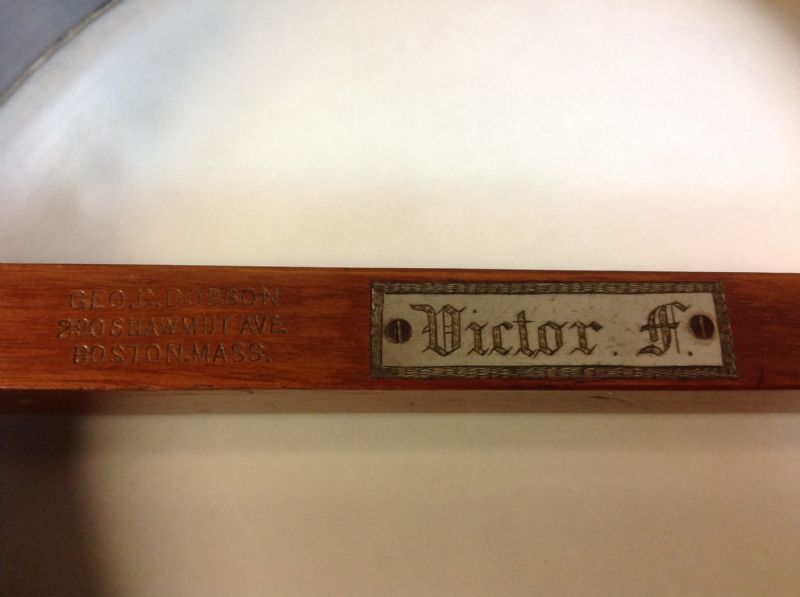 GEO. C. DOBSON
290 SHAWMUT AVE.
BOSTON. MASS.
Victor. F.